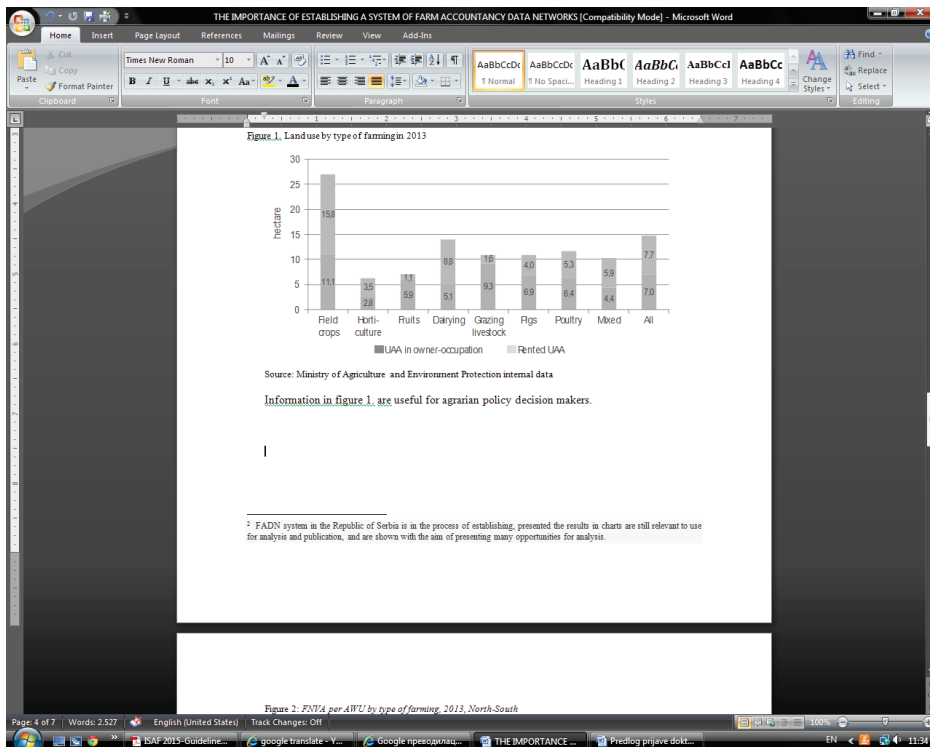 THE IMPORTANCE OF ESTABLISHING A SYSTEM OF FARM ACCOUNTANCY DATA NETWORKS [Compatibility Mode] - Microsoft Word
Home Insert Page Layout References Mailings Review View Add-Ins
Cut
Copy
Format Painter
Paste
Times New Roman 10
AaBbCcDc AaBbCcDc AaBbC AaBbC AaBbCcI AaBbCc
¶ Normal ¶ No Spaci... Heading 1 Heading 2 Heading 3 Heading 4
Change Styles
Find
Replace
Select
Clipboard Font Paragraph Styles Editing
Figure 1. Land use by type of farming in 2013
30
25
20
15
10
5
0
hectare
15,8
11,1
3,5
2,8
1,1
5,9
8,8
5,1
1,6
9,3
4,0
6,9
5,3
6,4
5,9
4,4
7,7
7,0
Field crops
Horti-culture
Fruits
Dairying
Grazing livestock
Pigs
Poultry
Mixed
All
UAA in owner-occupation Rented UAA
Source: Ministry of Agriculture and Environment Protection internal data
Information in figure 1. are useful for agrarian policy decision makers.
2 FADN system in the Republic of Serbia is in the process of establishing, presented the results in charts are still relevant to use
for analysis and publication, and are shown with the aim of presenting many opportunities for analysis.
Figure 2: FNVA per AWU by type of farming, 2013, North-South
Page: 4 of 7 Words: 2.527 English (United States) Track Changes: Off 100%
ISAF 2015-Guideline... google translate - Y... Google преводилац... THE IMPORTANCE ... Predlog prijave dokt... EN 11:34